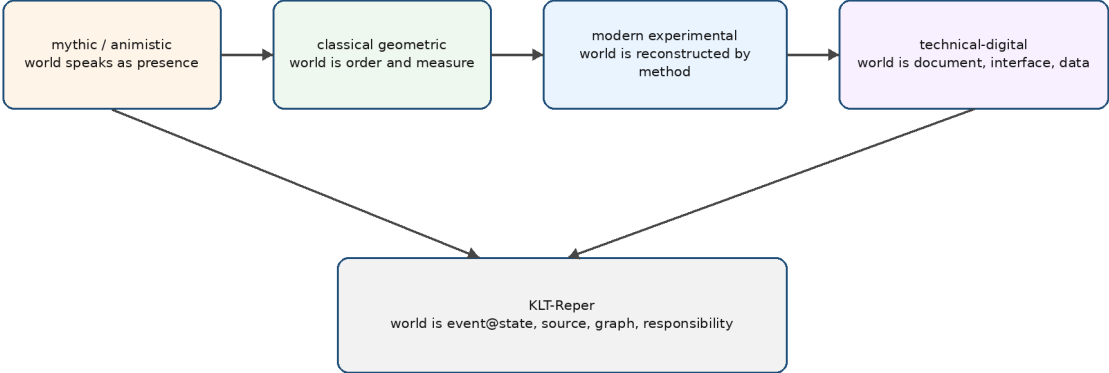 mythic / animistic
world speaks as presence
classical geometric
world is order and measure
modern experimental
world is reconstructed by
method
technical-digital
world is document, interface, data
KLT-Reper
world is event@state, source, graph, responsibility